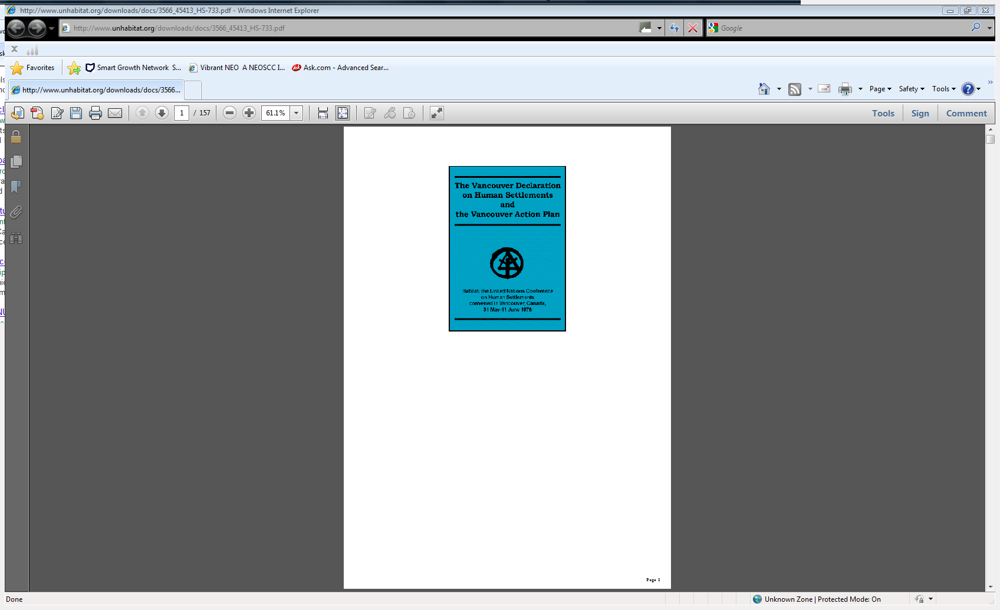 http://www.unhabitat.org/downloads/docs/3566_45413_HS-733.pdf - Windows Internet Explorer
http://www.unhabitat.org/downloads/docs/3566_45413_HS-733.pdf
Google
Favorites
Smart Growth Network S...
Vibrant NEO A NEOSCC I...
Ask.com - Advanced Sear...
http://www.unhabitat.org/downloads/docs/3566...
Page
Safety
Tools
1 / 157
61.1%
Tools
Sign
Comment
The Vancouver Declaration
on Human Settlements
and
the Vancouver Action Plan
Habitat: the United Nations Conference
on Human Settlements
convened in Vancouver, Canada,
31 May-11 June 1976
Page 1
Done
Unknown Zone | Protected Mode: On